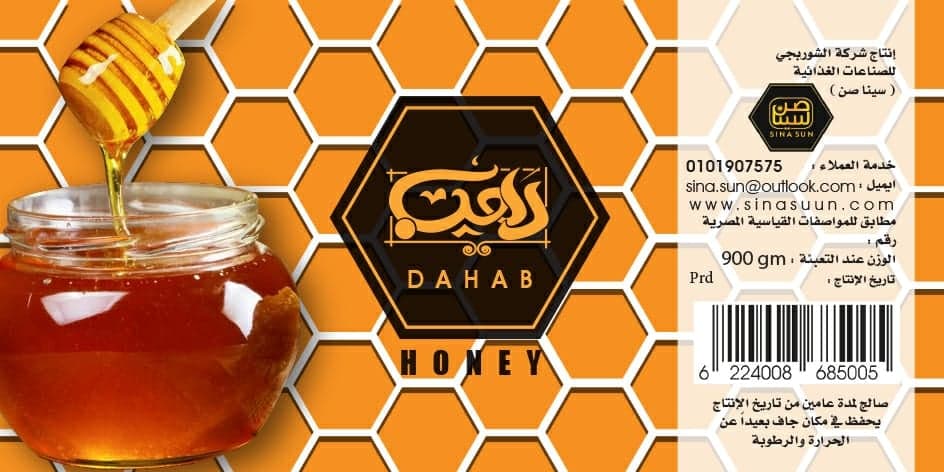 دهب
DAHAB
HONEY
إنتاج شركة الشوربجي
للصناعات الغذائية
( سينا صن )
سينا صن
SINA SUN
خدمة العملاء : 0101907575
ايميل : sina.sun@outlook.com
www.sinasuun.com
مطابق للمواصفات القياسية المصرية
رقم :
الوزن عند التعبئة : 900 gm
تاريخ الإنتاج : Prd
6 224008 685005
صالح لمدة عامين من تاريخ الإنتاج
يحفظ في مكان جاف بعيداً عن
الحرارة والرطوبة